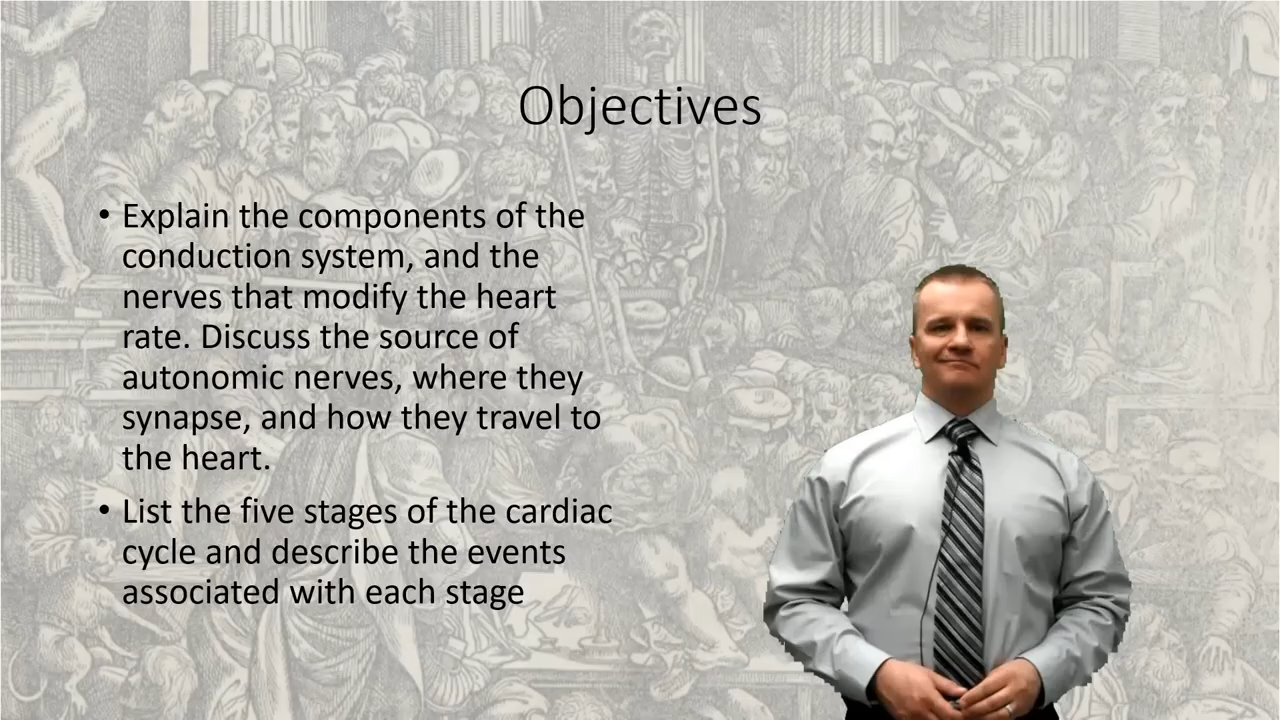 Objectives
• Explain the components of the
conduction system, and the
nerves that modify the heart
rate. Discuss the source of
autonomic nerves, where they
synapse, and how they travel to
the heart.
• List the five stages of the cardiac
cycle and describe the events
associated with each stage